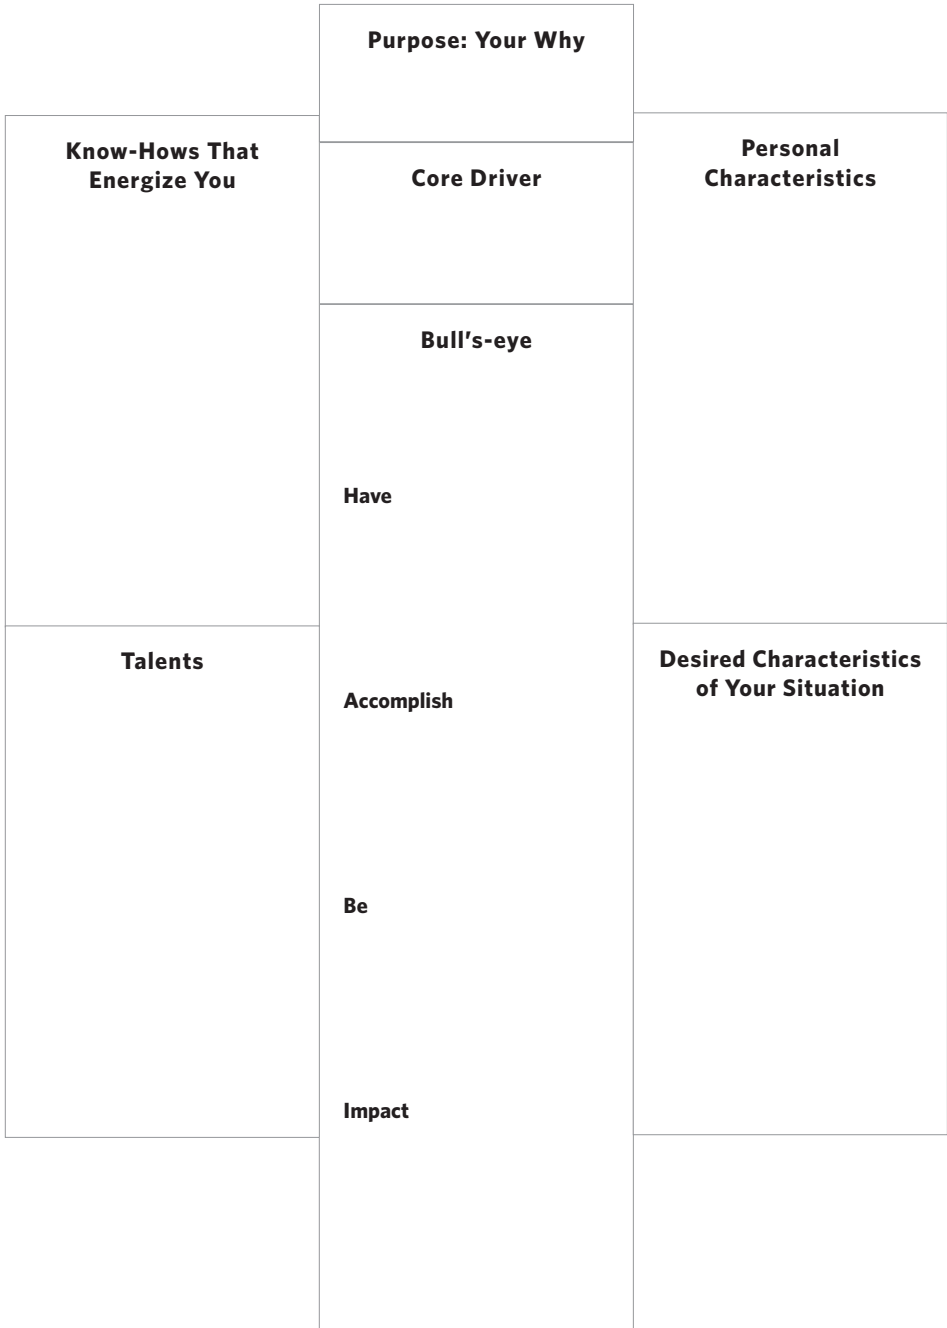 Purpose: Your Why
Know-Hows That
Energize You
Core Driver
Personal
Characteristics
Bull's-eye
Have
Accomplish
Be
Impact
Talents
Desired Characteristics
of Your Situation